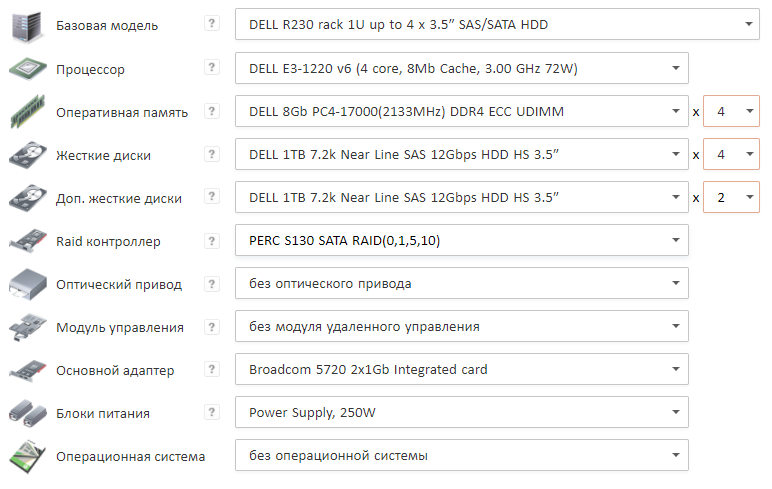 Базовая модель ? DELL R230 rack 1U up to 4 x 3.5" SAS/SATA HDD
Процессор ? DELL E3-1220 v6 (4 core, 8Mb Cache, 3.00 GHz 72W)
Оперативная память ? DELL 8Gb PC4-17000(2133MHz) DDR4 ECC UDIMM x 4
Жесткие диски ? DELL 1TB 7.2k Near Line SAS 12Gbps HDD HS 3.5" x 4
Доп. жесткие диски ? DELL 1TB 7.2k Near Line SAS 12Gbps HDD HS 3.5" x 2
Raid контроллер ? PERC S130 SATA RAID(0,1,5,10)
Оптический привод ? без оптического привода
Модуль управления ? без модуля удаленного управления
Основной адаптер ? Broadcom 5720 2x1Gb Integrated card
Блоки питания ? Power Supply, 250W
Операционная система без операционной системы